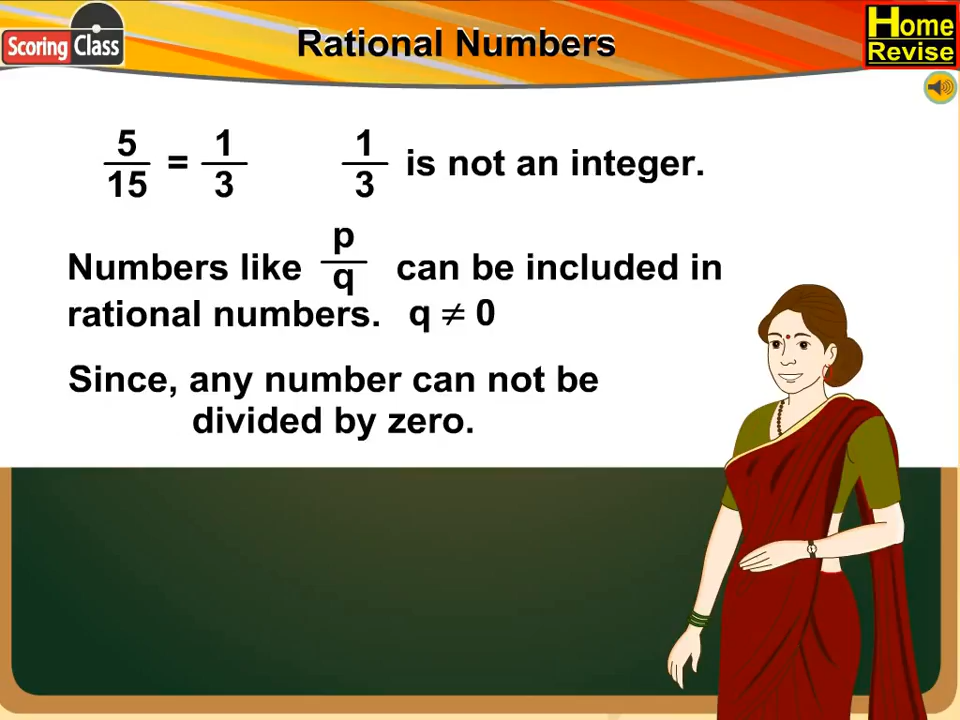 Scoring Class
Rational Numbers
Home
Revise
5/15 = 1/3    1/3 is not an integer.
Numbers like p/q can be included in
rational numbers. q ≠ 0
Since, any number can not be
divided by zero.